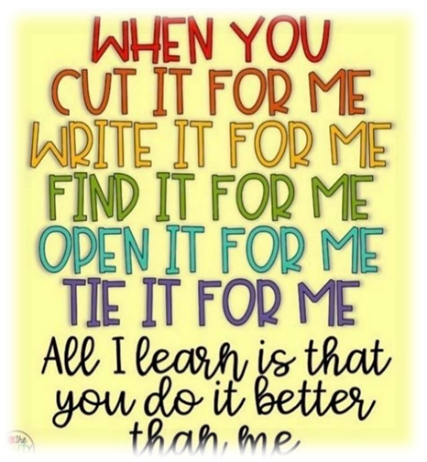 WHEN YOU
CUT IT FOR ME
WRITE IT FOR ME
FIND IT FOR ME
OPEN IT FOR ME
TIE IT FOR ME
All I learn is that
you do it better
than me